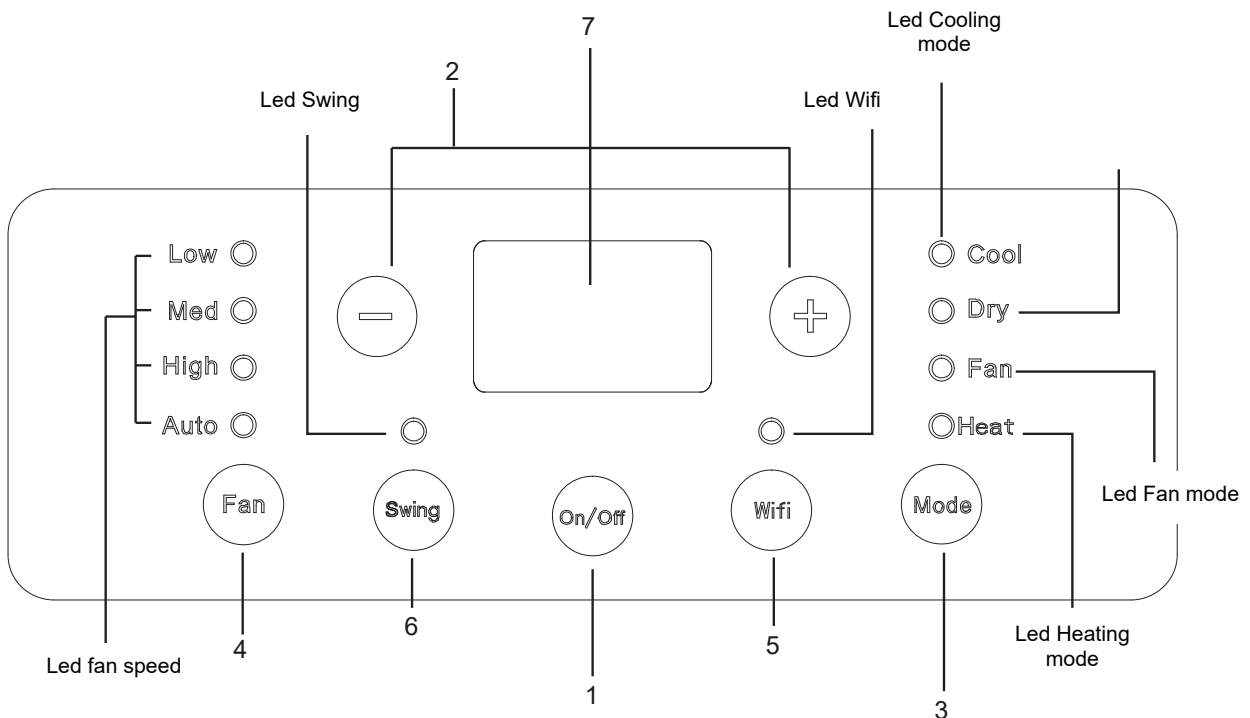 7
Led Cooling
mode
2
Led Swing
Led Wifi
Low
Cool
Med
Dry
High
Fan
Auto
Heat
Fan
Swing
On/Off
Wifi
Mode
Led Fan mode
4
6
5
Led Heating
mode
Led fan speed
1
3